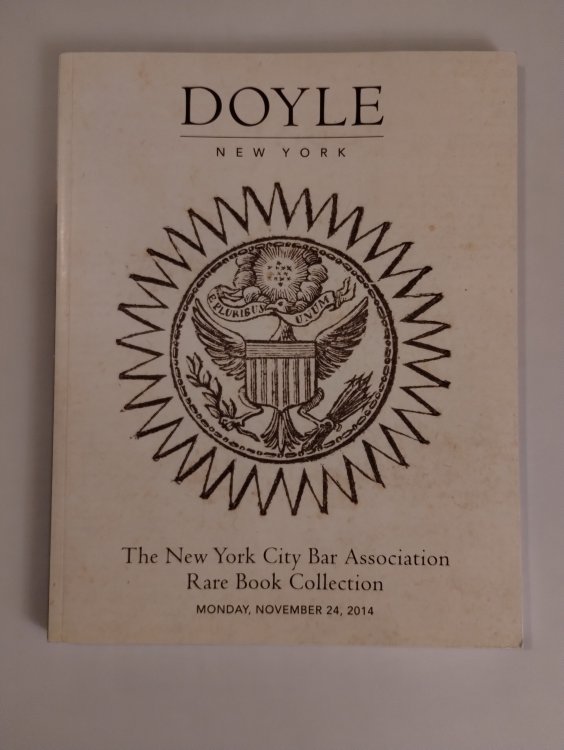 DOYLE
NEW YORK
E PLURIBUS UNUM
The New York City Bar Association
Rare Book Collection
MONDAY, NOVEMBER 24, 2014